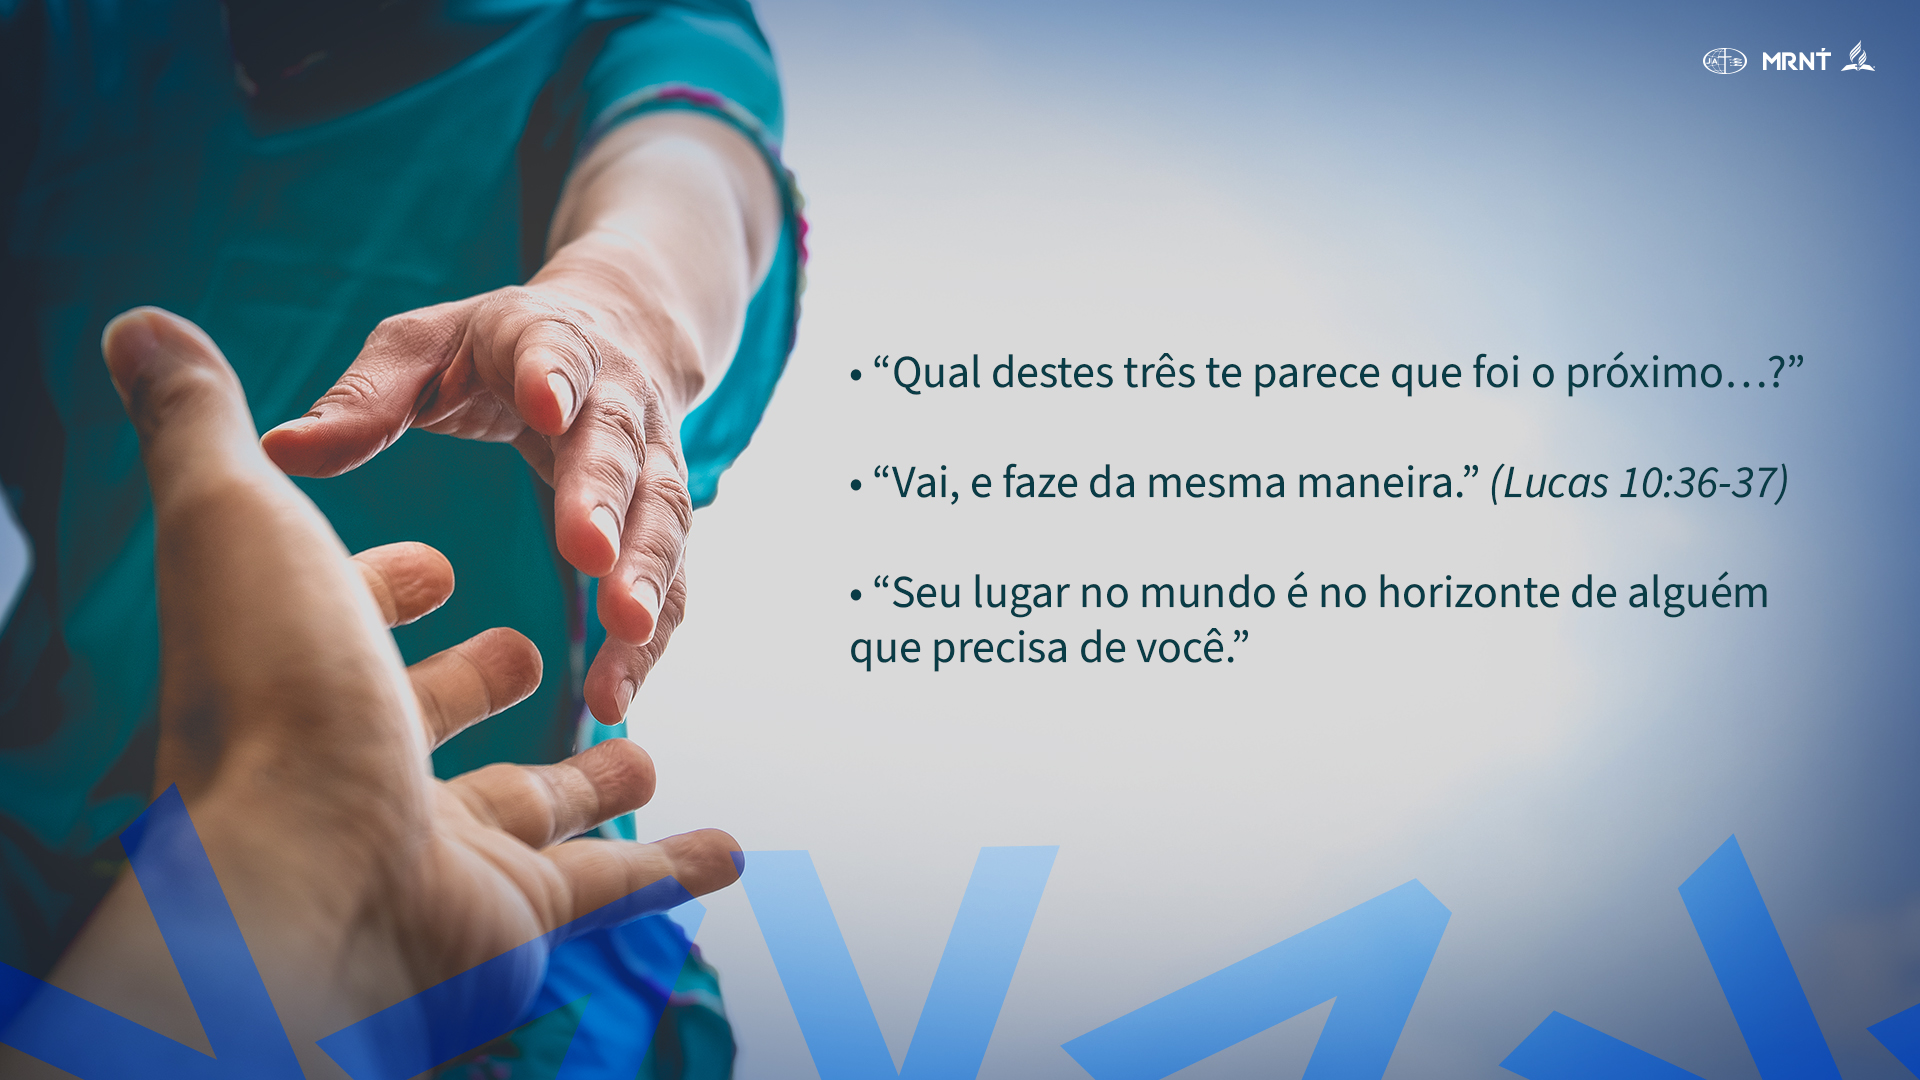 MRNT
• “Qual destes três te parece que foi o próximo…?”
• “Vai, e faze da mesma maneira.” (Lucas 10:36-37)
• “Seu lugar no mundo é no horizonte de alguém
que precisa de você.”